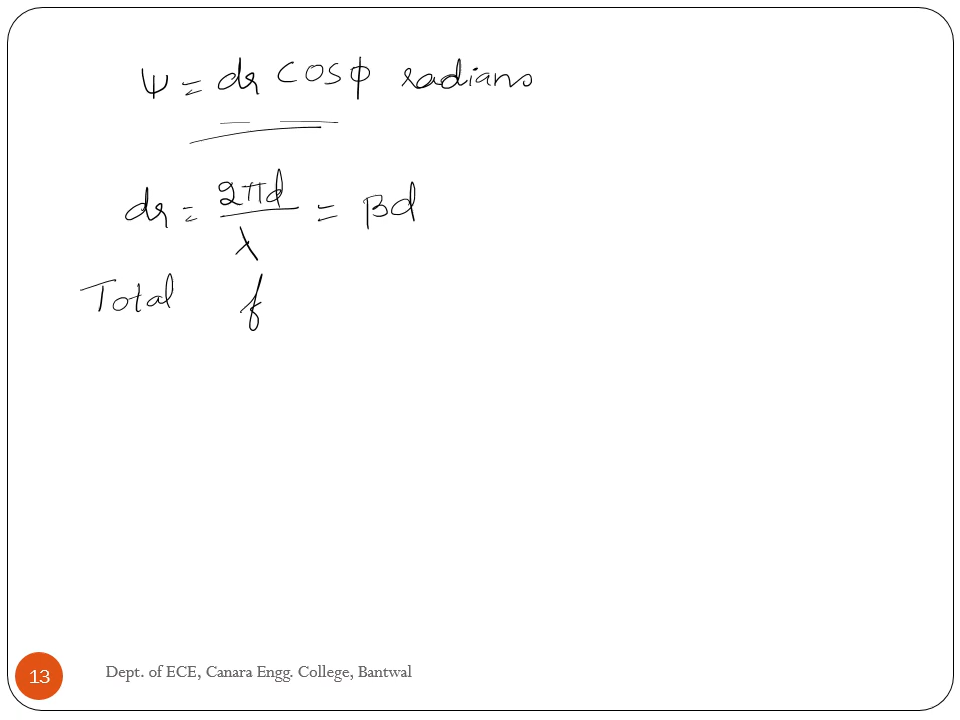 ψ = dr cosφ radians
dr = 2πd / λ = βd
Total f
13 Dept. of ECE, Canara Engg. College, Bantwal